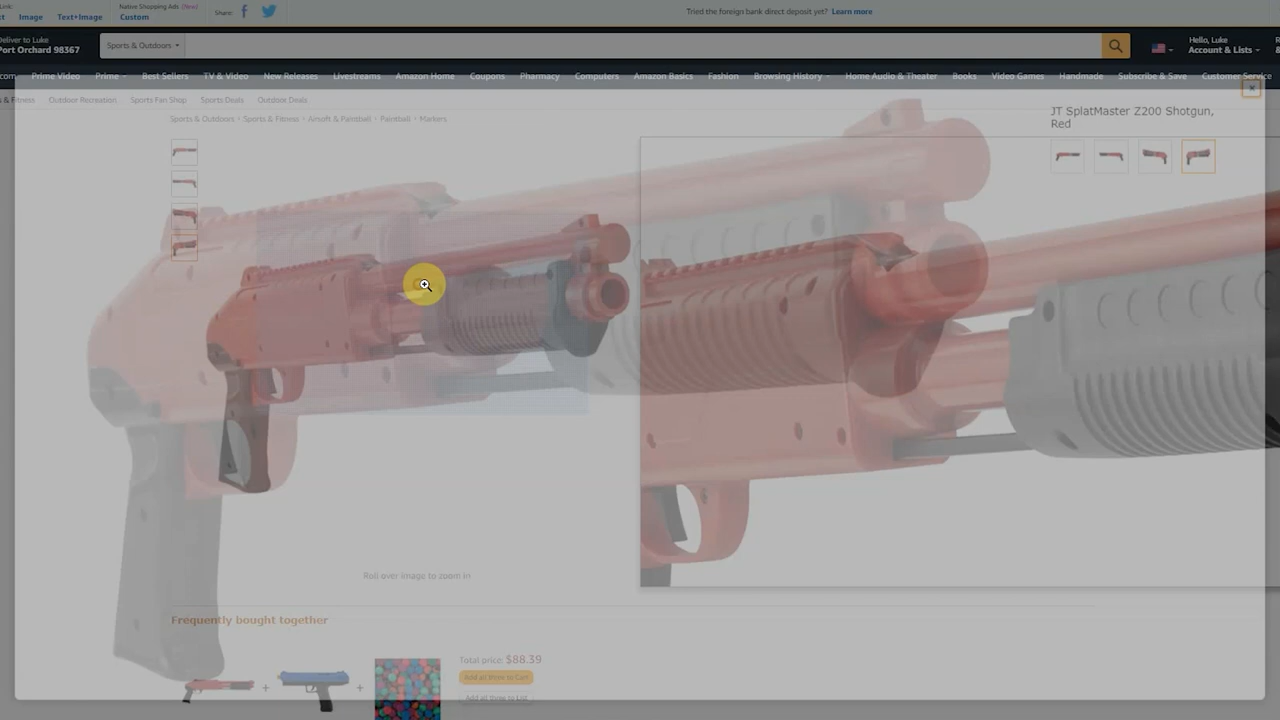 Link:
Native Shopping Ads (New)
Image
Text+Image
Custom
Share:
Tried the foreign bank direct deposit yet? Learn more
Deliver to Luke
Port Orchard 98367
Sports & Outdoors
Hello, Luke
Account & Lists
Prime Video
Prime
Best Sellers
TV & Video
New Releases
Livestreams
Amazon Home
Coupons
Pharmacy
Computers
Amazon Basics
Fashion
Browsing History
Home Audio & Theater
Books
Video Games
Handmade
Subscribe & Save
Customer Service
& Fitness
Outdoor Recreation
Sports Fan Shop
Sports Deals
Outdoor Deals
Sports & Outdoors › Sports & Fitness › Airsoft & Paintball › Paintball › Markers
JT SplatMaster Z200 Shotgun,
Red
Roll over image to zoom in
Frequently bought together
Total price: $88.39
Add all three to Cart
Add all three to List